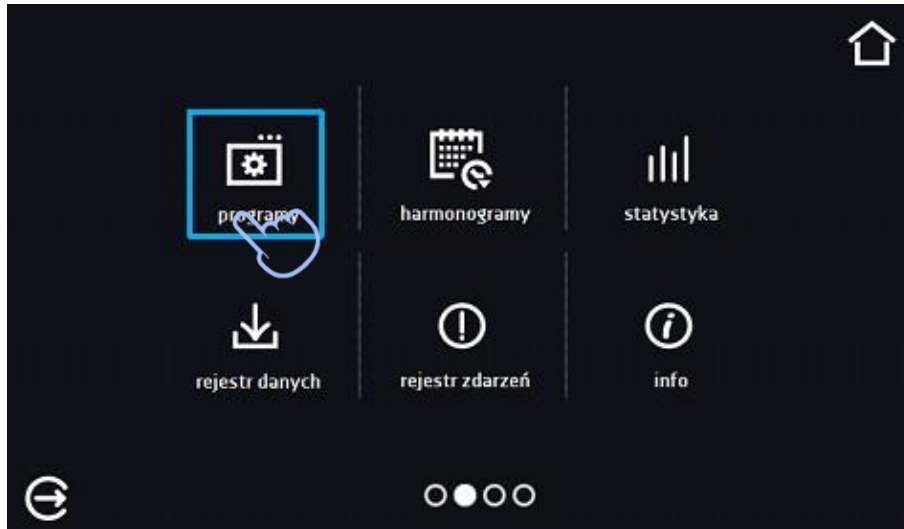 programy
harmonogramy
statystyka
rejestr danych
rejestr zdarzeń
info